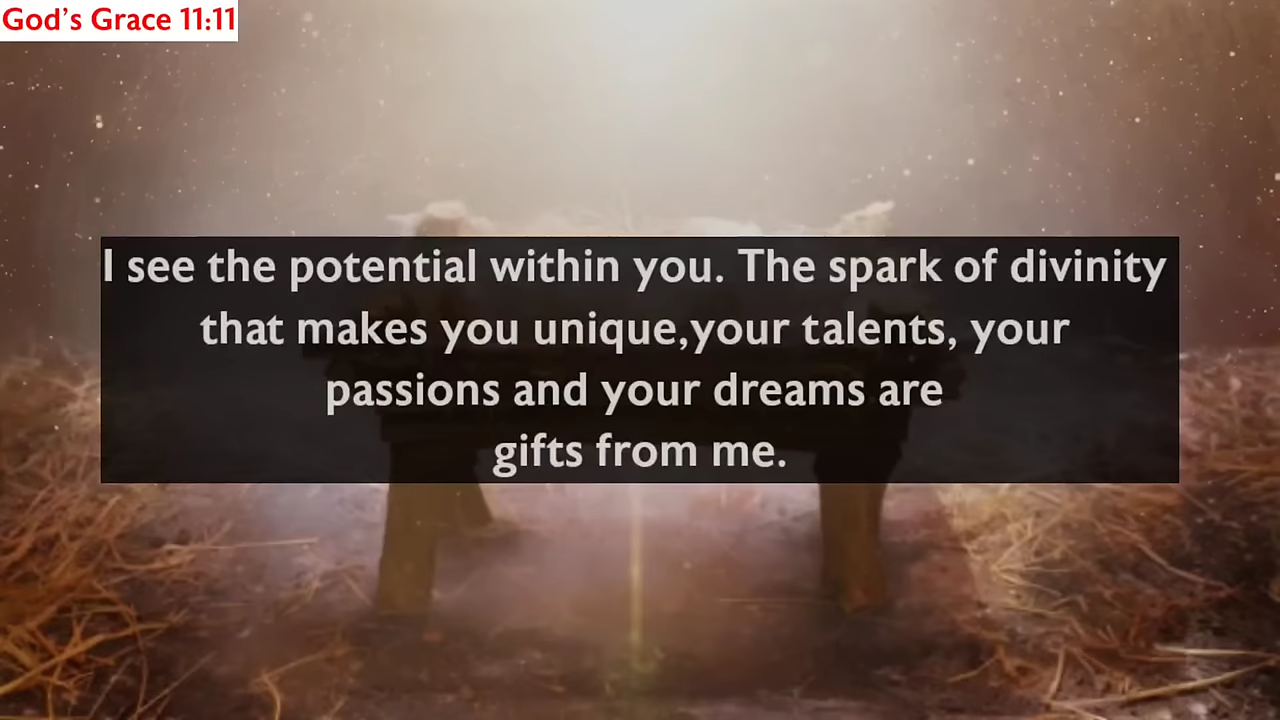 God's Grace 11:11
I see the potential within you. The spark of divinity
that makes you unique,your talents, your
passions and your dreams are
gifts from me.